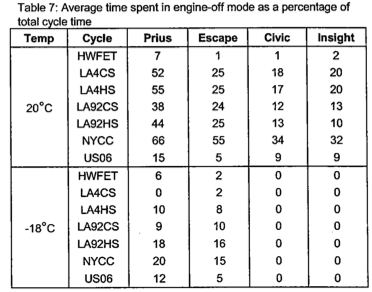 Table 7: Average time spent in engine-off mode as a percentage of
total cycle time
Temp Cycle Prius Escape Civic Insight
HWFET 7 1 1 2
LA4CS 52 25 18 20
LA4HS 55 25 17 20
20°C LA92CS 38 24 12 13
LA92HS 44 25 13 10
NYCC 66 55 34 32
US06 15 5 9 9
HWFET 6 2 0 0
LA4CS 0 2 0 0
LA4HS 10 8 0 0
-18°C LA92CS 9 10 0 0
LA92HS 18 16 0 0
NYCC 20 15 0 0
US06 12 5 0 0